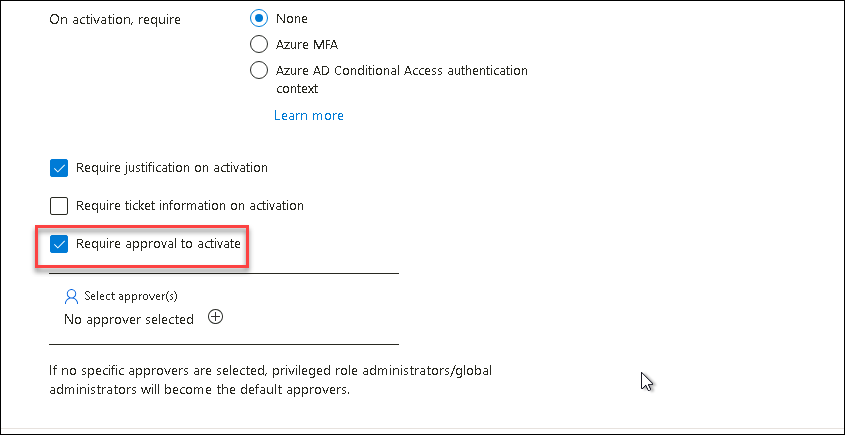 On activation, require
None
Azure MFA
Azure AD Conditional Access authentication
context
Learn more
Require justification on activation
Require ticket information on activation
Require approval to activate
Select approver(s)
No approver selected
If no specific approvers are selected, privileged role administrators/global
administrators will become the default approvers.